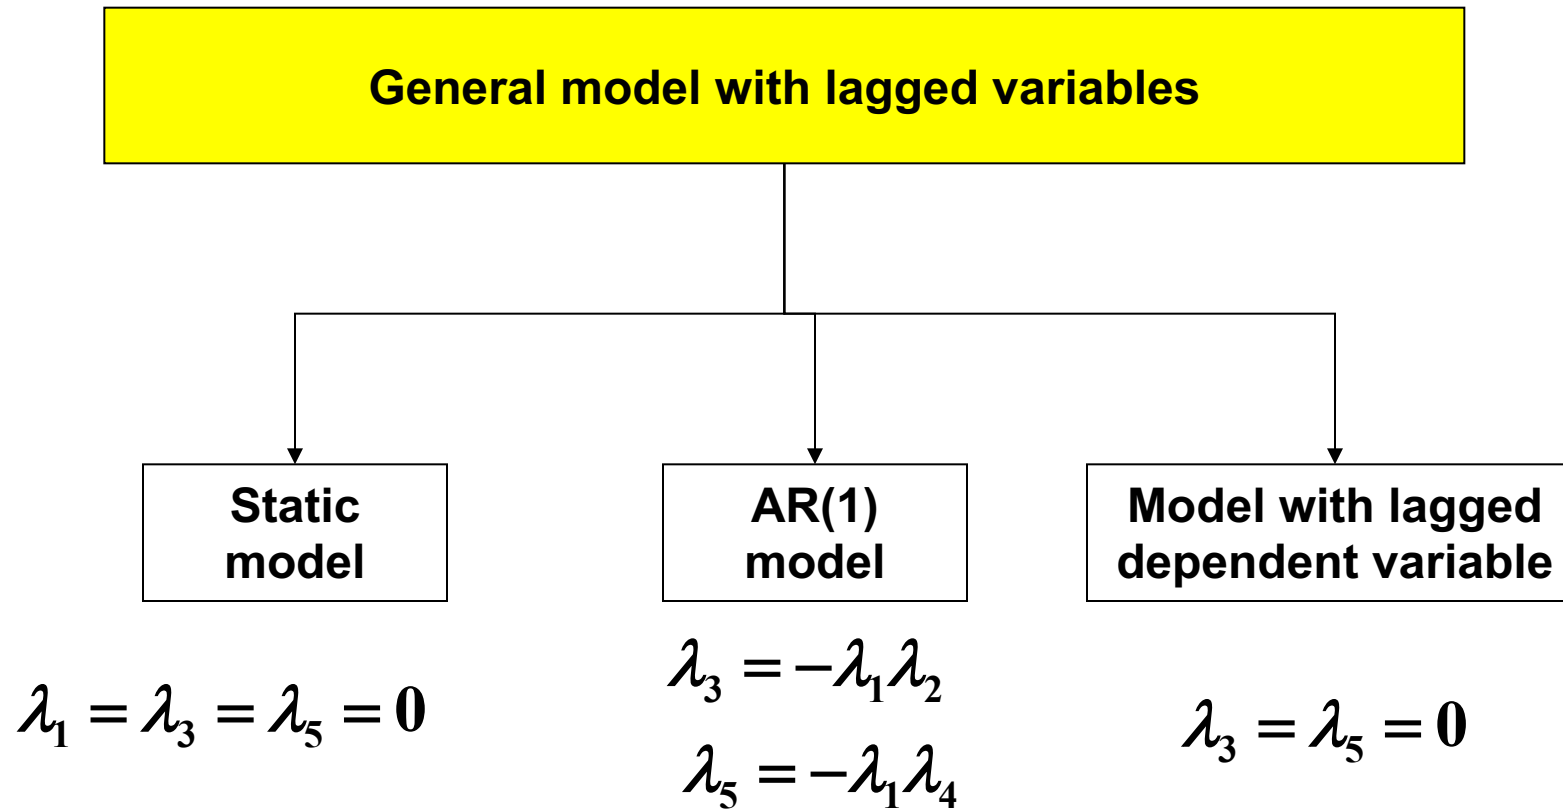 General model with lagged variables
Static
model
AR(1)
model
Model with lagged
dependent variable
λ₁ = λ₃ = λ₅ = 0
λ₃ = −λ₁λ₂
λ₅ = −λ₁λ₄
λ₃ = λ₅ = 0